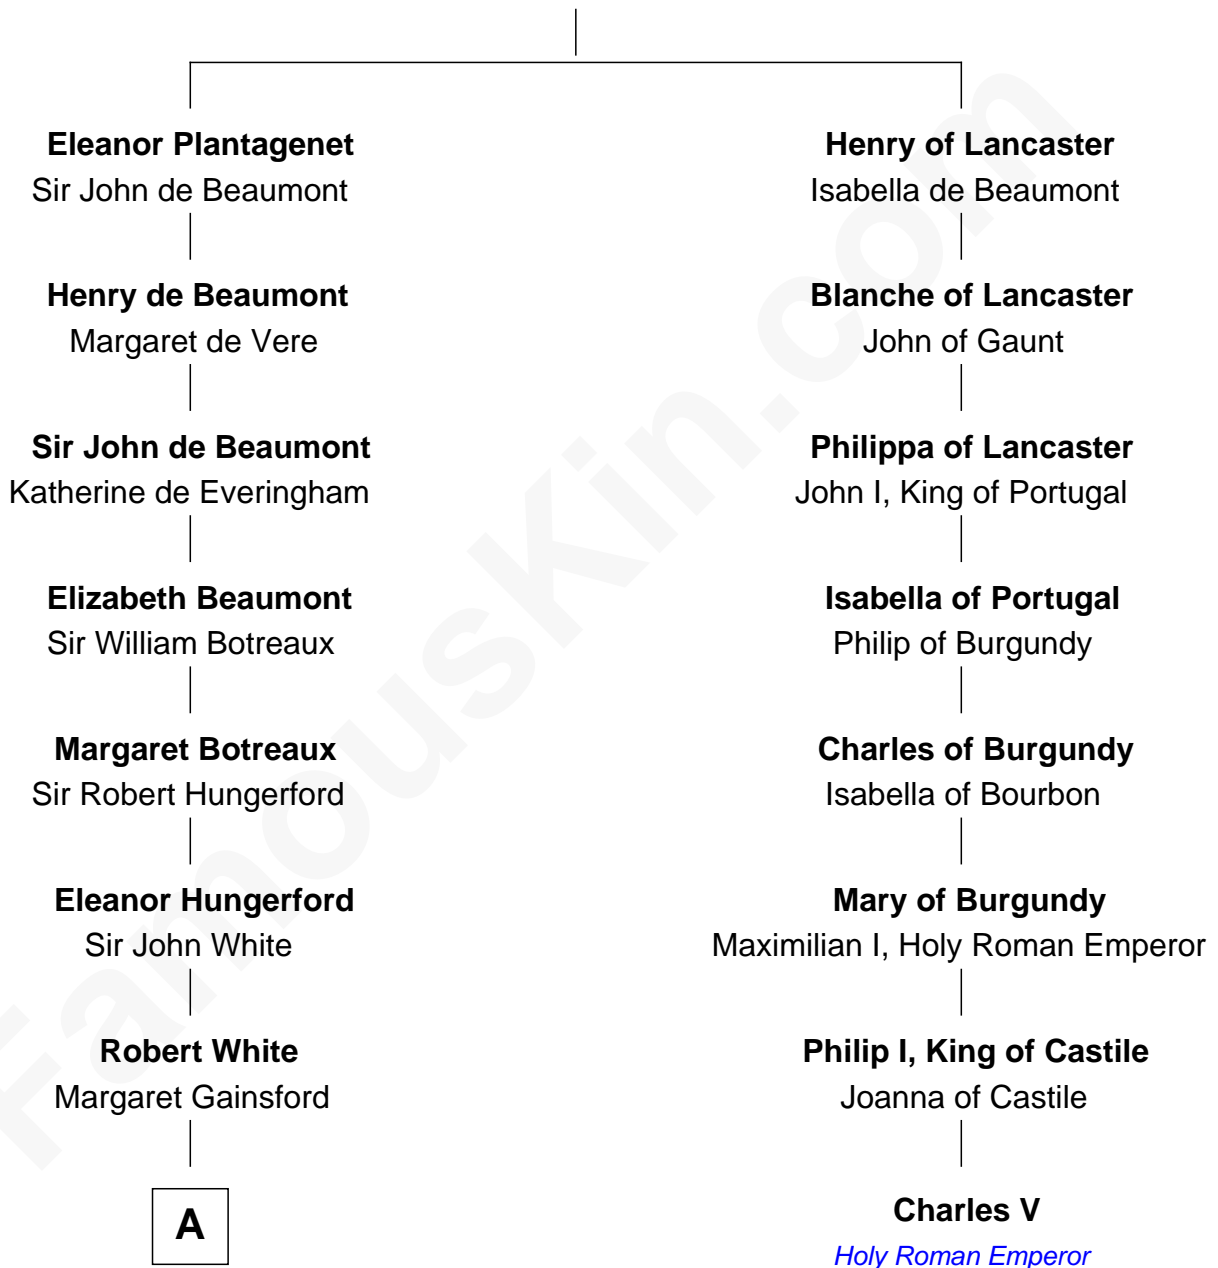 Eleanor Plantagenet
Sir John de Beaumont
Henry de Beaumont
Margaret de Vere
Sir John de Beaumont
Katherine de Everingham
Elizabeth Beaumont
Sir William Botreaux
Margaret Botreaux
Sir Robert Hungerford
Eleanor Hungerford
Sir John White
Robert White
Margaret Gainsford
A
Henry of Lancaster
Isabella de Beaumont
Blanche of Lancaster
John of Gaunt
Philippa of Lancaster
John I, King of Portugal
Isabella of Portugal
Philip of Burgundy
Charles of Burgundy
Isabella of Bourbon
Mary of Burgundy
Maximilian I, Holy Roman Emperor
Philip I, King of Castile
Joanna of Castile
Charles V
Holy Roman Emperor
FamousKin.com